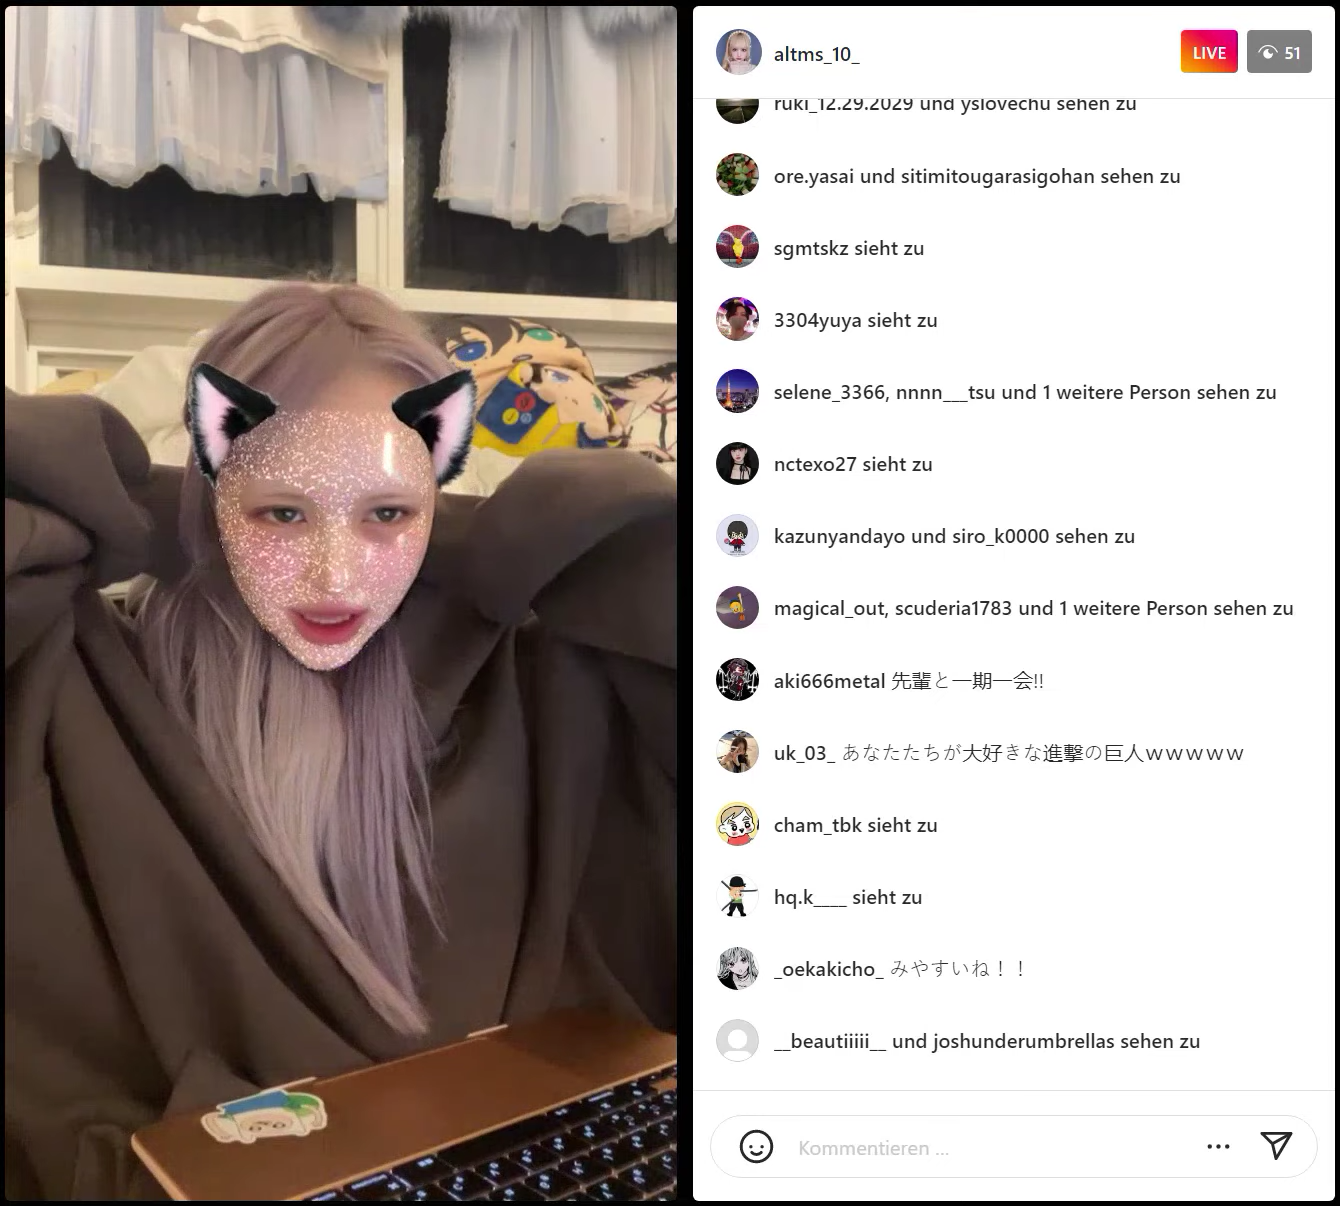 altms_10_
LIVE
51
ruki_12.29.2029 und yslovechu sehen zu
ore.yasai und sitimitougarasigohan sehen zu
sgmtskz sieht zu
3304yuya sieht zu
selene_3366, nnnn___tsu und 1 weitere Person sehen zu
nctexo27 sieht zu
kazunyandayo und siro_k0000 sehen zu
magical_out, scuderia1783 und 1 weitere Person sehen zu
aki666metal 先輩と一期一会!!
uk_03_ あなたたちが大好きな進撃の巨人ｗｗｗｗｗ
cham_tbk sieht zu
hq.k____ sieht zu
_oekakicho_ みやすいね！！
__beautiiiii__ und joshunderumbrellas sehen zu
Kommentieren ...